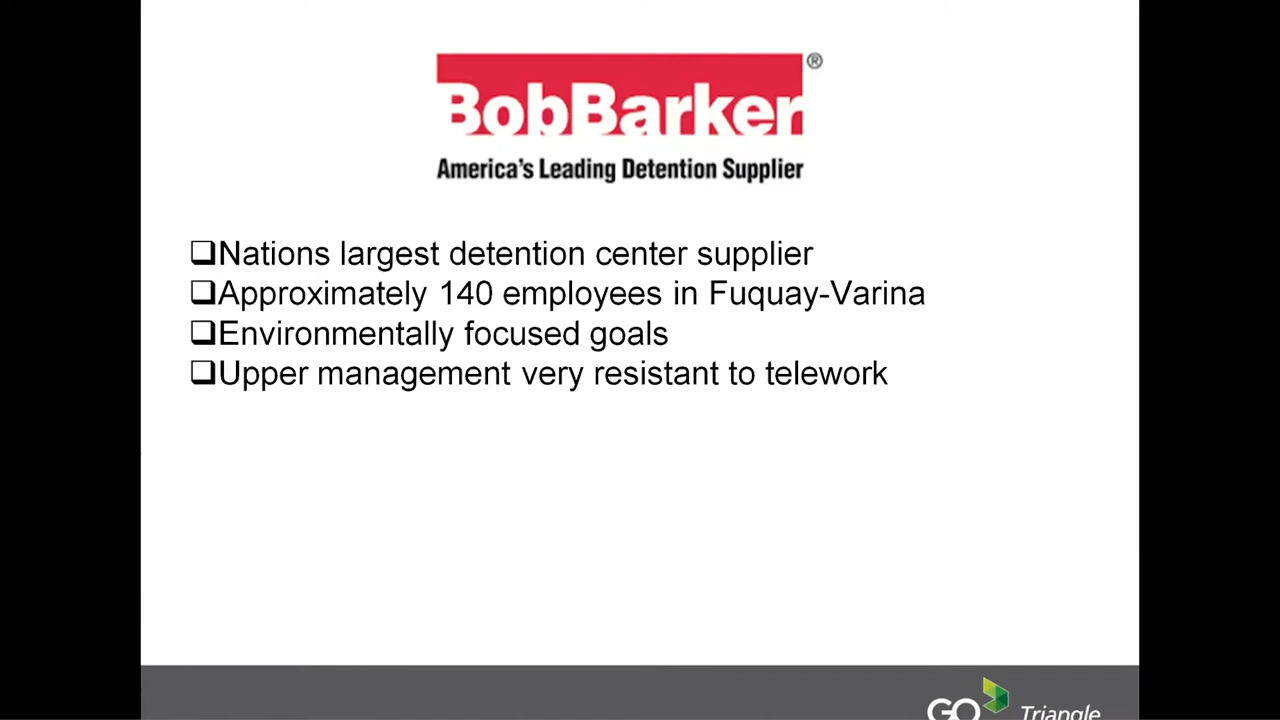 BobBarker®
America's Leading Detention Supplier
❑Nations largest detention center supplier
❑Approximately 140 employees in Fuquay-Varina
❑Environmentally focused goals
❑Upper management very resistant to telework
GO Triangle